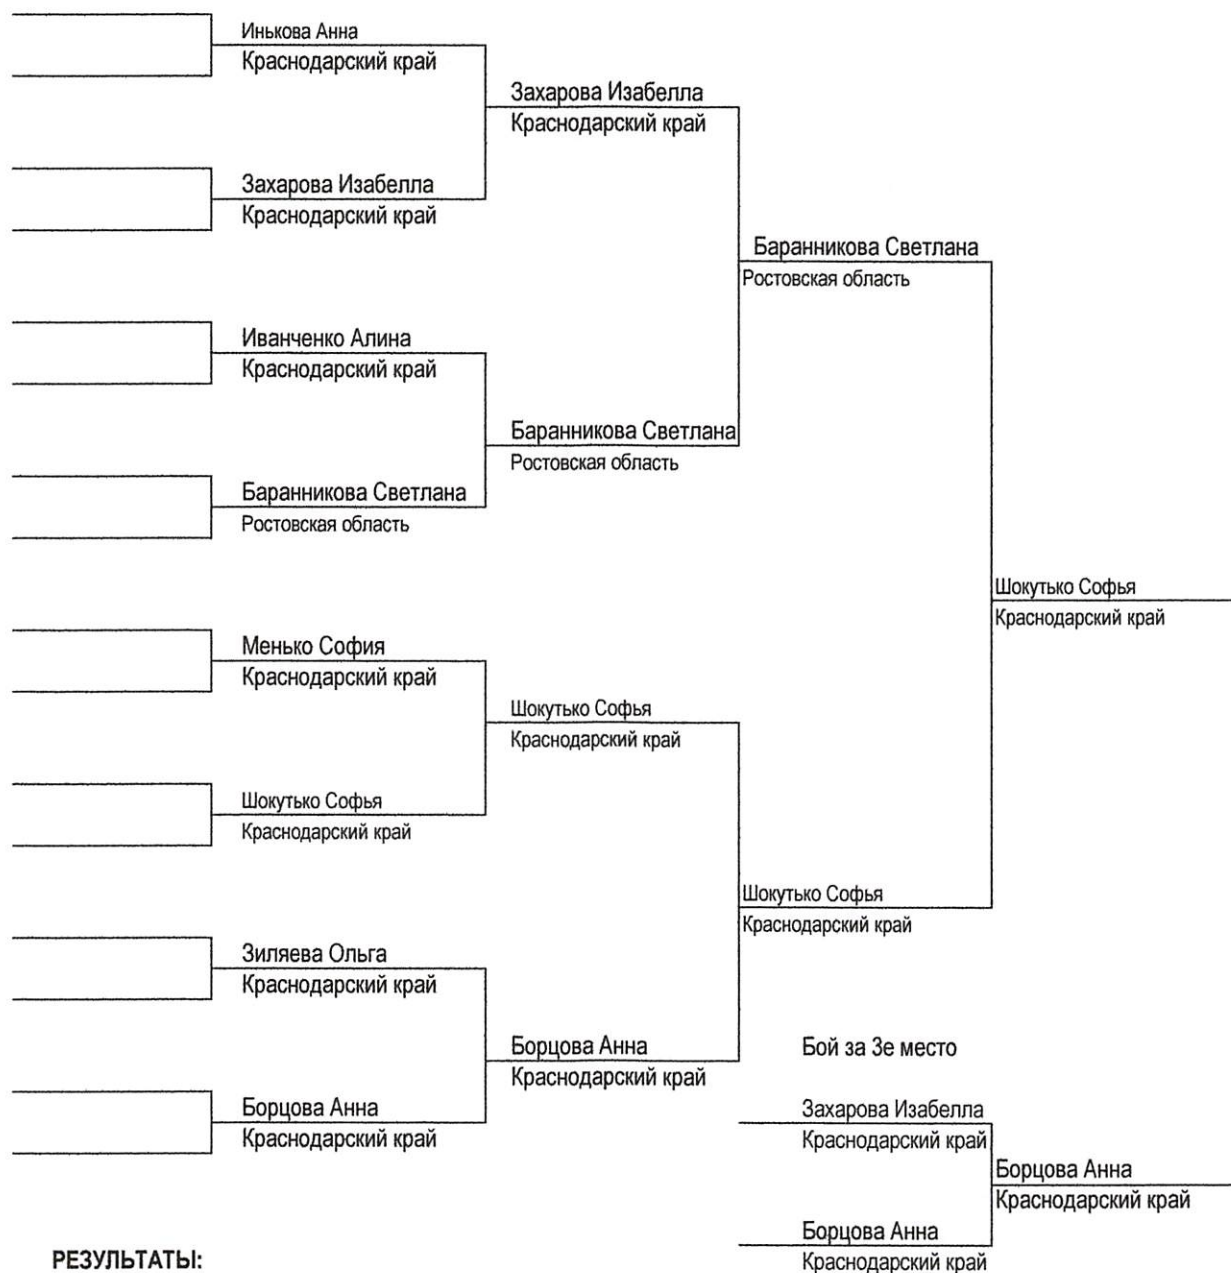 Инькова Анна
Краснодарский край
Захарова Изабелла
Краснодарский край
Захарова Изабелла
Краснодарский край
Баранникова Светлана
Ростовская область
Иванченко Алина
Краснодарский край
Баранникова Светлана
Ростовская область
Баранникова Светлана
Ростовская область
Шокутько Софья
Краснодарский край
Менько София
Краснодарский край
Шокутько Софья
Краснодарский край
Шокутько Софья
Краснодарский край
Шокутько Софья
Краснодарский край
Зиляева Ольга
Краснодарский край
Борцова Анна
Краснодарский край
Бой за 3е место
Борцова Анна
Краснодарский край
Захарова Изабелла
Краснодарский край
Борцова Анна
Краснодарский край
Борцова Анна
Краснодарский край
РЕЗУЛЬТАТЫ: